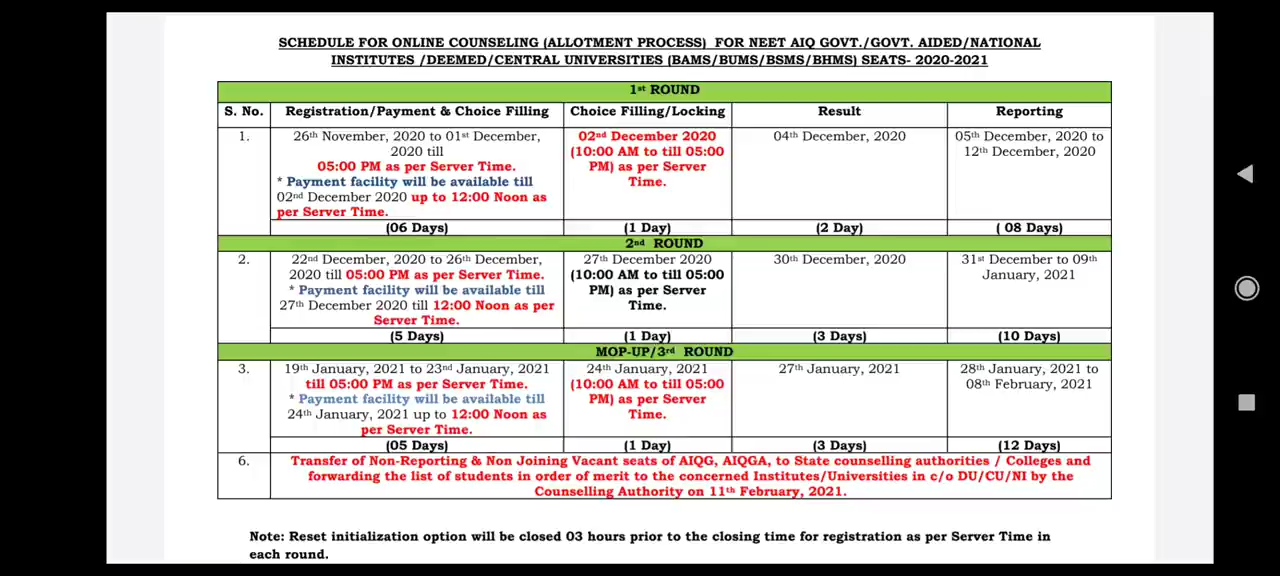 SCHEDULE FOR ONLINE COUNSELING (ALLOTMENT PROCESS) FOR NEET AIQ GOVT./GOVT. AIDED/NATIONAL
INSTITUTES /DEEMED/CENTRAL UNIVERSITIES (BAMS/BUMS/BSMS/BHMS) SEATS- 2020-2021
1st ROUND
S. No. Registration/Payment & Choice Filling Choice Filling/Locking Result Reporting
1.
26th November, 2020 to 01st December,
2020 till
05:00 PM as per Server Time.
* Payment facility will be available till
02nd December 2020 up to 12:00 Noon as
per Server Time.
02nd December 2020
(10:00 AM to till 05:00
PM) as per Server
Time.
04th December, 2020
05th December, 2020 to
12th December, 2020
(06 Days) (1 Day) (2 Day) ( 08 Days)
2nd ROUND
2.
22nd December, 2020 to 26th December,
2020 till 05:00 PM as per Server Time.
* Payment facility will be available till
27th December 2020 till 12:00 Noon as per
Server Time.
27th December 2020
(10:00 AM to till 05:00
PM) as per Server
Time.
30th December, 2020
31st December to 09th
January, 2021
(5 Days) (1 Day) (3 Days) (10 Days)
MOP-UP/3rd ROUND
3.
19th January, 2021 to 23nd January, 2021
till 05:00 PM as per Server Time.
* Payment facility will be available till
24th January, 2021 up to 12:00 Noon as
per Server Time.
24th January, 2021
(10:00 AM to till 05:00
PM) as per Server
Time.
27th January, 2021
28th January, 2021 to
08th February, 2021
(05 Days) (1 Day) (3 Days) (12 Days)
6.
Transfer of Non-Reporting & Non Joining Vacant seats of AIQG, AIQGA, to State counselling authorities / Colleges and
forwarding the list of students in order of merit to the concerned Institutes/Universities in c/o DU/CU/NI by the
Counselling Authority on 11th February, 2021.
Note: Reset initialization option will be closed 03 hours prior to the closing time for registration as per Server Time in
each round.